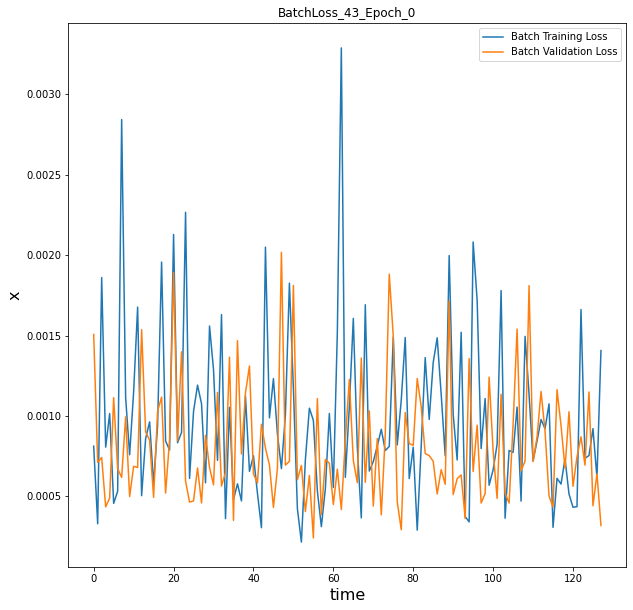 BatchLoss_43_Epoch_0
Batch Training Loss
Batch Validation Loss
0.0030
0.0025
0.0020
0.0015
0.0010
0.0005
x
0 20 40 60 80 100 120
time